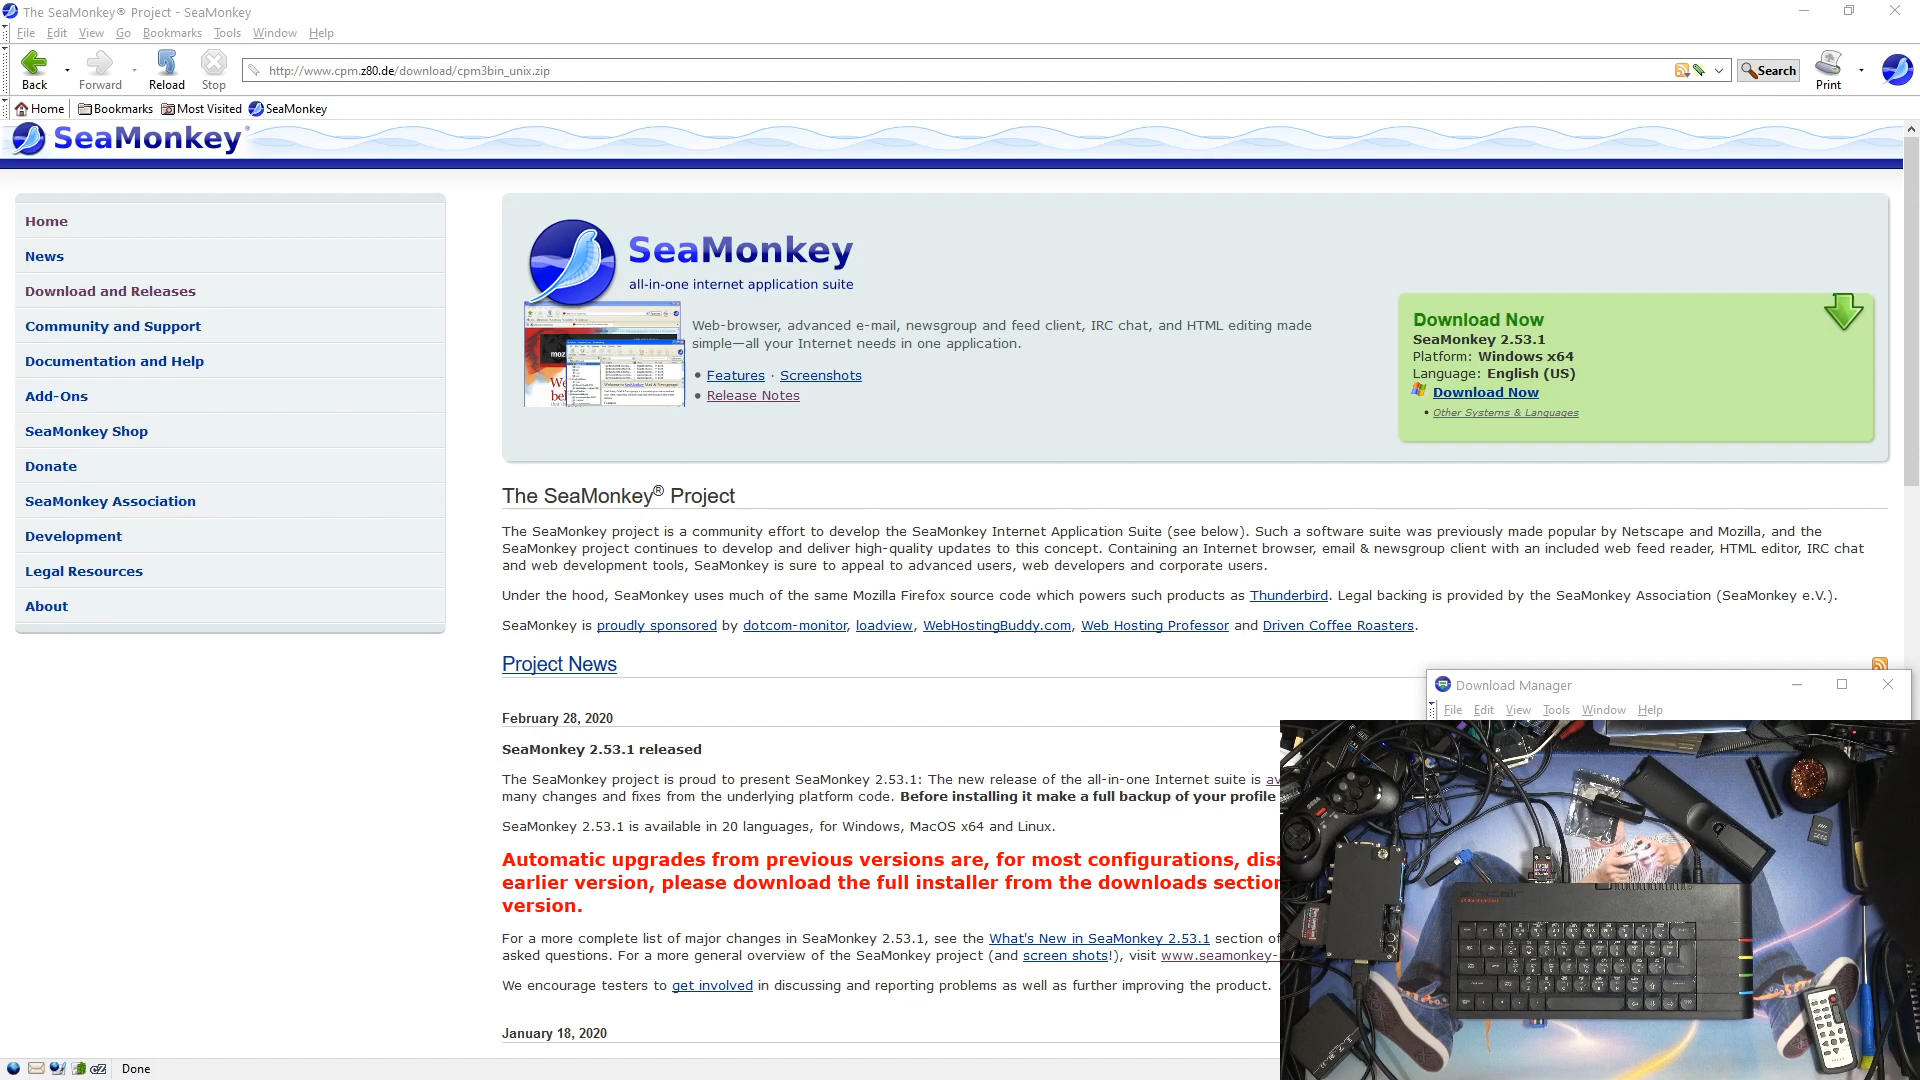 The SeaMonkey® Project - SeaMonkey
File Edit View Go Bookmarks Tools Window Help
Back Forward Reload Stop
http://www.cpm.z80.de/download/cpm3bin_unix.zip
Search
Print
Home Bookmarks Most Visited SeaMonkey
SeaMonkey®
Home
News
Download and Releases
Community and Support
Documentation and Help
Add-Ons
SeaMonkey Shop
Donate
SeaMonkey Association
Development
Legal Resources
About
SeaMonkey
all-in-one internet application suite
Web-browser, advanced e-mail, newsgroup and feed client, IRC chat, and HTML editing made
simple—all your Internet needs in one application.
• Features · Screenshots
• Release Notes
Download Now
SeaMonkey 2.53.1
Platform: Windows x64
Language: English (US)
Download Now
• Other Systems & Languages
The SeaMonkey® Project
The SeaMonkey project is a community effort to develop the SeaMonkey Internet Application Suite (see below). Such a software suite was previously made popular by Netscape and Mozilla, and the
SeaMonkey project continues to develop and deliver high-quality updates to this concept. Containing an Internet browser, email & newsgroup client with an included web feed reader, HTML editor, IRC chat
and web development tools, SeaMonkey is sure to appeal to advanced users, web developers and corporate users.
Under the hood, SeaMonkey uses much of the same Mozilla Firefox source code which powers such products as Thunderbird. Legal backing is provided by the SeaMonkey Association (SeaMonkey e.V.).
SeaMonkey is proudly sponsored by dotcom-monitor, loadview, WebHostingBuddy.com, Web Hosting Professor and Driven Coffee Roasters.
Project News
Download Manager
File Edit View Tools Window Help
February 28, 2020
SeaMonkey 2.53.1 released
The SeaMonkey project is proud to present SeaMonkey 2.53.1: The new release of the all-in-one Internet suite is av
many changes and fixes from the underlying platform code. Before installing it make a full backup of your profile
SeaMonkey 2.53.1 is available in 20 languages, for Windows, MacOS x64 and Linux.
Automatic upgrades from previous versions are, for most configurations, disa
earlier version, please download the full installer from the downloads section
version.
For a more complete list of major changes in SeaMonkey 2.53.1, see the What's New in SeaMonkey 2.53.1 section of
asked questions. For a more general overview of the SeaMonkey project (and screen shots!), visit www.seamonkey-
We encourage testers to get involved in discussing and reporting problems as well as further improving the product.
January 18, 2020
Done
sinclair